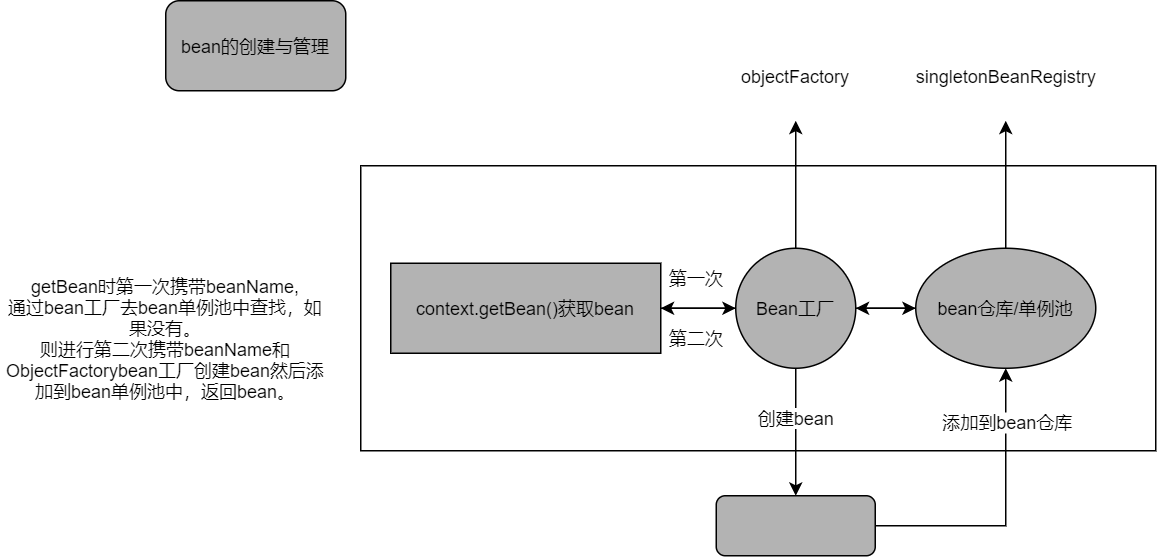 bean的创建与管理
objectFactory
singletonBeanRegistry
getBean时第一次携带beanName,
通过bean工厂去bean单例池中查找，如
果没有。
则进行第二次携带beanName和
ObjectFactorybean工厂创建bean然后添
加到bean单例池中，返回bean。
context.getBean()获取bean
第一次
第二次
Bean工厂
bean仓库/单例池
创建bean
添加到bean仓库